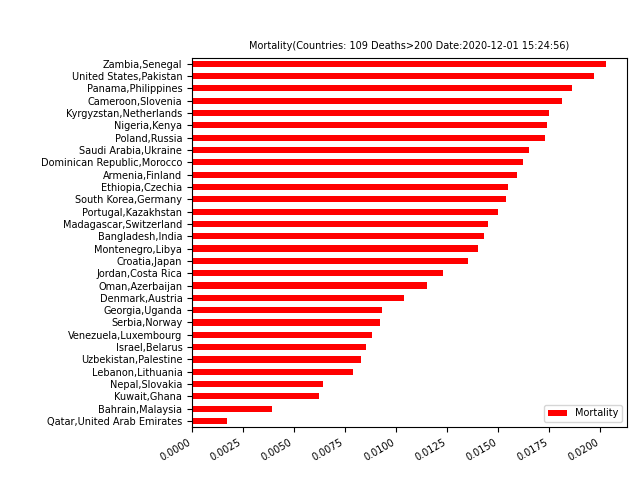 Mortality(Countries: 109 Deaths>200 Date:2020-12-01 15:24:56)
Zambia,Senegal
United States,Pakistan
Panama,Philippines
Cameroon,Slovenia
Kyrgyzstan,Netherlands
Nigeria,Kenya
Poland,Russia
Saudi Arabia,Ukraine
Dominican Republic,Morocco
Armenia,Finland
Ethiopia,Czechia
South Korea,Germany
Portugal,Kazakhstan
Madagascar,Switzerland
Bangladesh,India
Montenegro,Libya
Croatia,Japan
Jordan,Costa Rica
Oman,Azerbaijan
Denmark,Austria
Georgia,Uganda
Serbia,Norway
Venezuela,Luxembourg
Israel,Belarus
Uzbekistan,Palestine
Lebanon,Lithuania
Nepal,Slovakia
Kuwait,Ghana
Bahrain,Malaysia
Qatar,United Arab Emirates
Mortality
0.0000 0.0025 0.0050 0.0075 0.0100 0.0125 0.0150 0.0175 0.0200